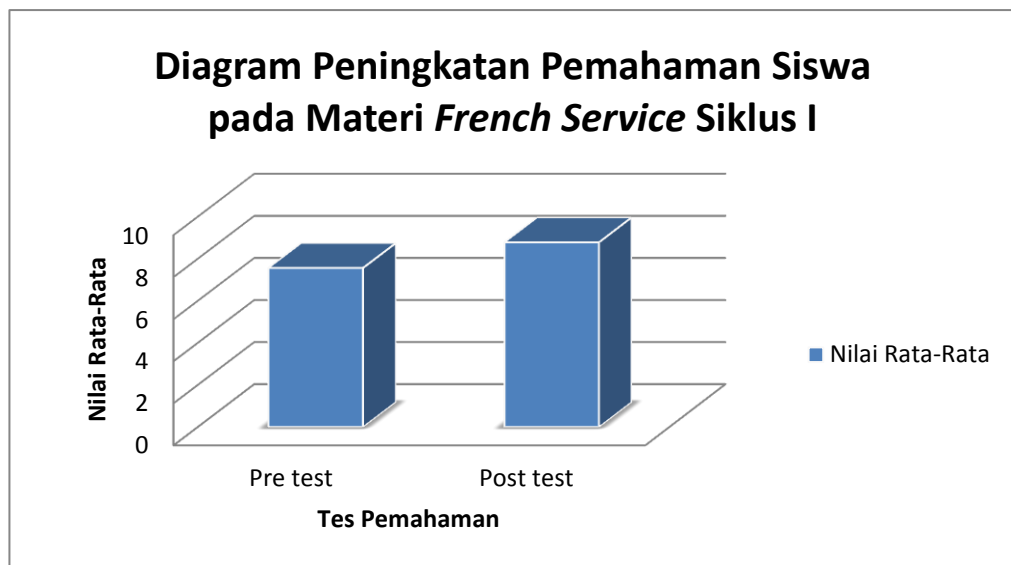 Diagram Peningkatan Pemahaman Siswa
pada Materi French Service Siklus I
Nilai Rata-Rata
10
8
6
4
2
0
Pre test
Post test
Tes Pemahaman
Nilai Rata-Rata